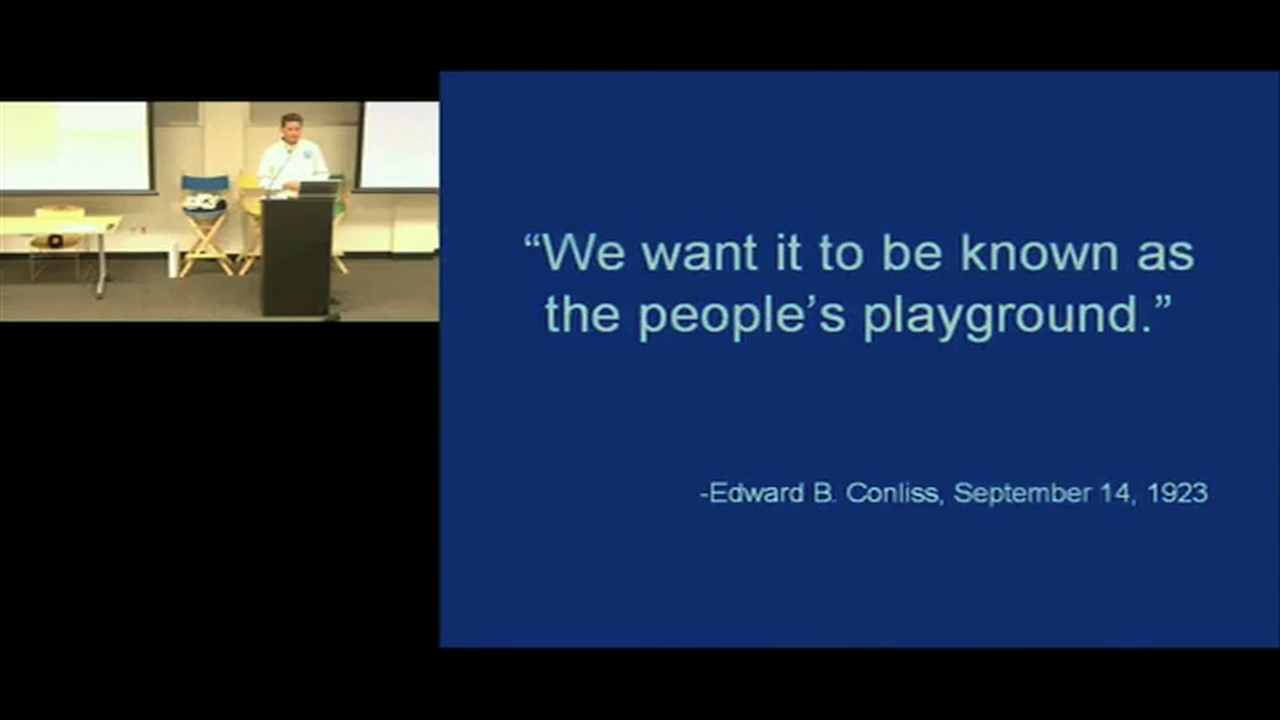 “We want it to be known as
the people’s playground.”
-Edward B. Conliss, September 14, 1923